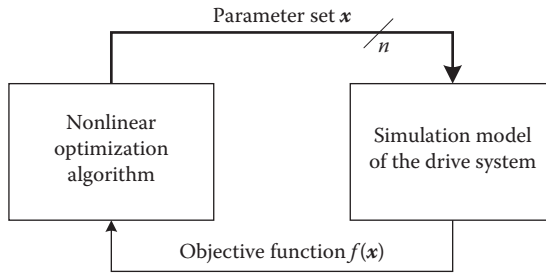 Parameter set x
n
Nonlinear
optimization
algorithm
Simulation model
of the drive system
Objective function f(x)